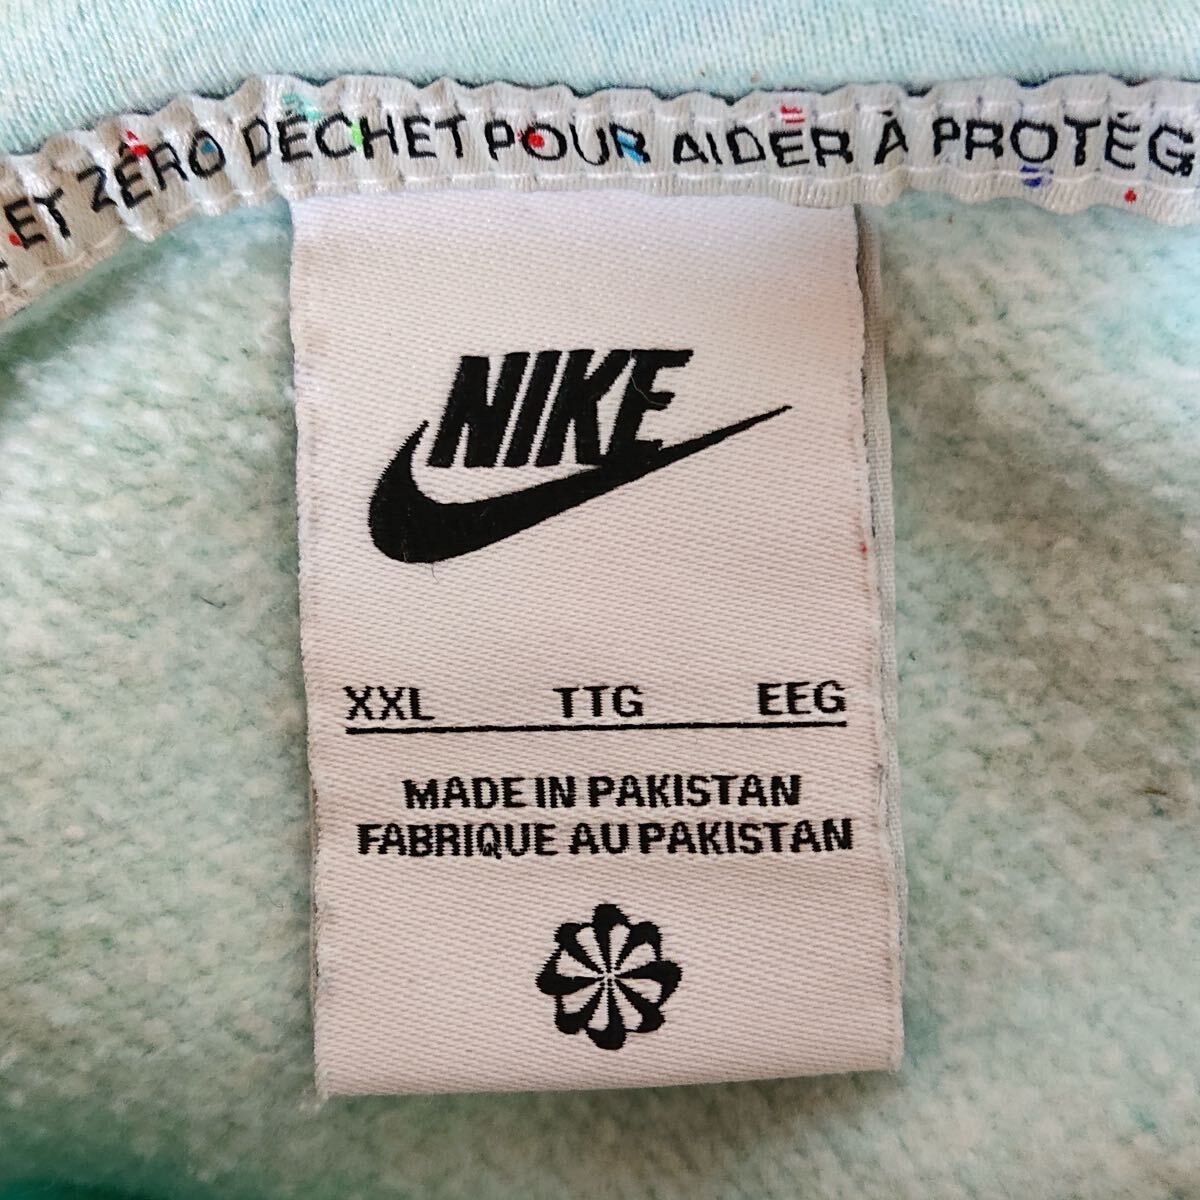 ET ZÉRO DÉCHET POUR AIDER À PROTÉG
NIKE
XXL TTG EEG
MADE IN PAKISTAN
FABRIQUE AU PAKISTAN